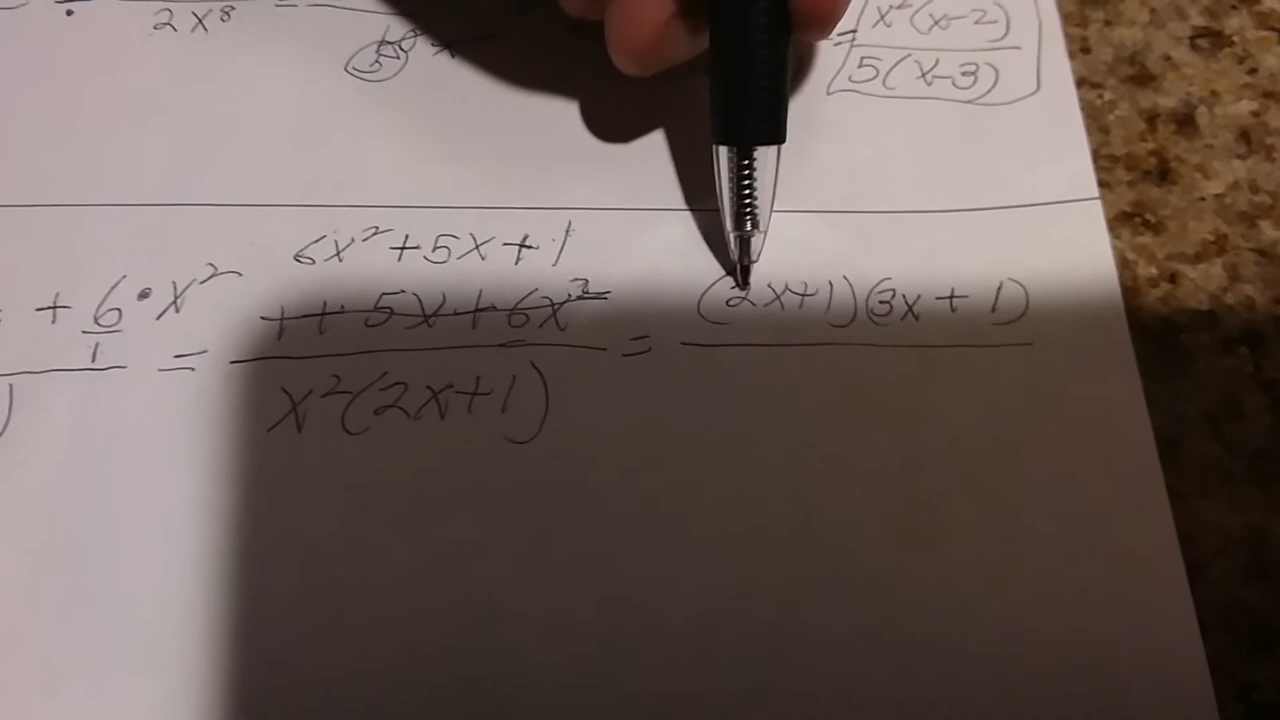 2x⁸
= x²(x-2)
5(x-3)
6x²+5x+1
+ 6•x² = 1+5x+6x² = (2x+1)(3x+1)
1
) x²(2x+1)